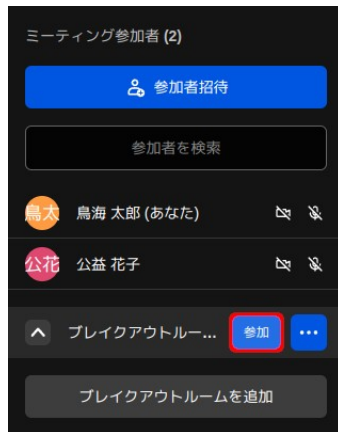 ミーティング参加者 (2)
参加者招待
参加者を検索
鳥太 鳥海 太郎 (あなた)
公花 公益 花子
ブレイクアウトルー... 参加 ...
ブレイクアウトルームを追加